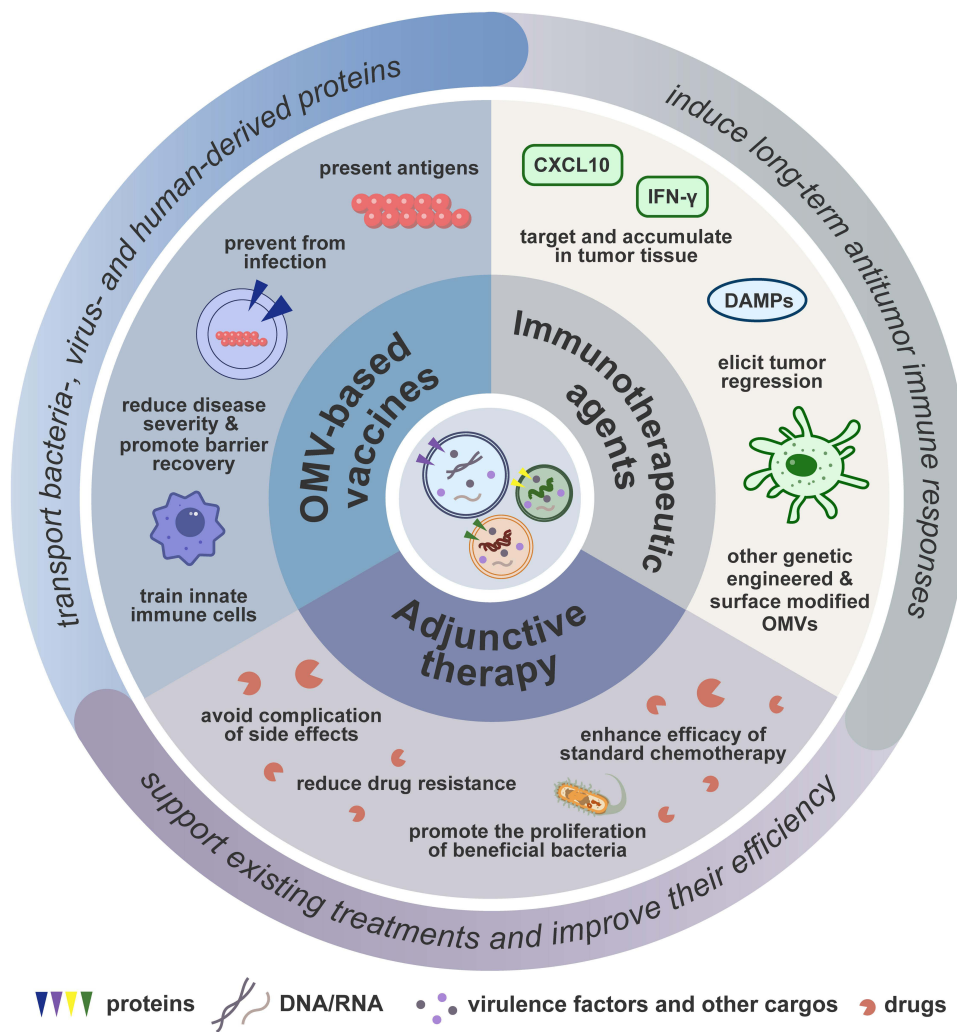 transport bacteria-, virus- and human-derived proteins
induce long-term antitumor immune responses
support existing treatments and improve their efficiency
OMV-based
vaccines
present antigens
prevent from
infection
reduce disease
severity &
promote barrier
recovery
train innate
immune cells
Immunotherapeutic
agents
CXCL10
IFN-γ
target and accumulate
in tumor tissue
DAMPs
elicit tumor
regression
other genetic
engineered &
surface modified
OMVs
Adjunctive
therapy
avoid complication
of side effects
reduce drug resistance
enhance efficacy of
standard chemotherapy
promote the proliferation
of beneficial bacteria
proteins
DNA/RNA
virulence factors and other cargos
drugs